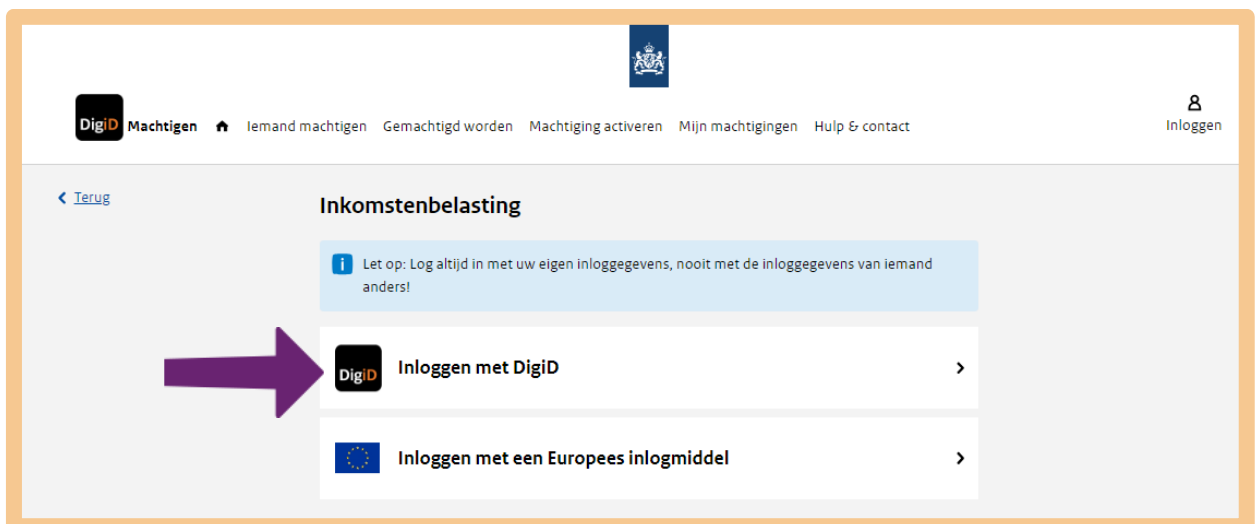 DigiD Machtigen Iemand machtigen Gemachtigd worden Machtiging activeren Mijn machtigingen Hulp & contact Inloggen
Terug
Inkomstenbelasting
i Let op: Log altijd in met uw eigen inloggegevens, nooit met de inloggegevens van iemand
anders!
DigiD Inloggen met DigiD
Inloggen met een Europees inlogmiddel